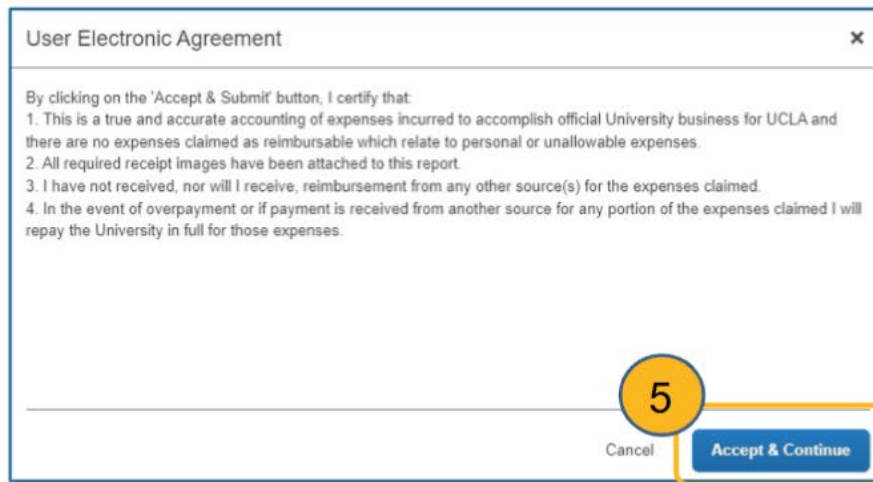 User Electronic Agreement
By clicking on the 'Accept & Submit' button, I certify that:
1. This is a true and accurate accounting of expenses incurred to accomplish official University business for UCLA and
there are no expenses claimed as reimbursable which relate to personal or unallowable expenses.
2. All required receipt images have been attached to this report.
3. I have not received, nor will I receive, reimbursement from any other source(s) for the expenses claimed.
4. In the event of overpayment or if payment is received from another source for any portion of the expenses claimed I will
repay the University in full for those expenses.
5
Cancel Accept & Continue